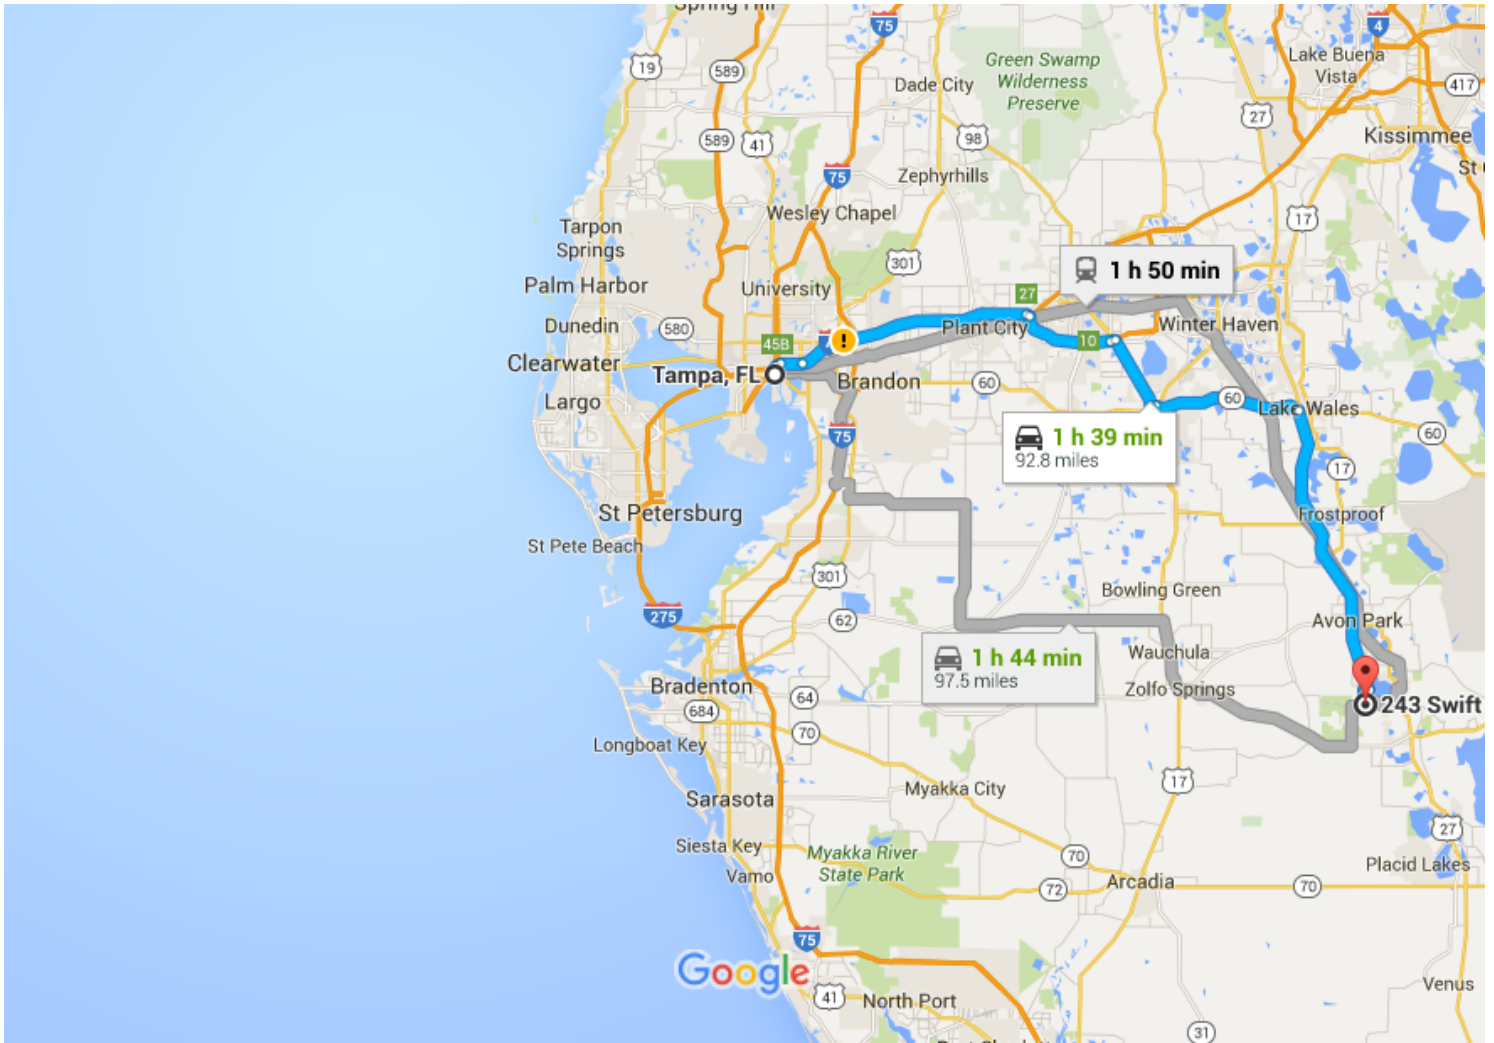 Spring Hill
75
4
19
589
Lake Buena
Vista
Green Swamp
Wilderness
Preserve
Dade City
417
27
98
589
41
Kissimmee
75
Zephyrhills
St
Wesley Chapel
17
Tarpon
Springs
301
1 h 50 min
Palm Harbor
University
27
Dunedin
580
Plant City
Winter Haven
45B
10
Clearwater
Tampa, FL
Brandon
60
60
Lake Wales
Largo
75
1 h 39 min
92.8 miles
60
17
St Petersburg
Frostproof
St Pete Beach
301
Bowling Green
275
62
Avon Park
1 h 44 min
97.5 miles
Wauchula
Bradenton
64
Zolfo Springs
684
243 Swift
70
Longboat Key
17
Myakka City
Sarasota
27
Siesta Key
Myakka River
State Park
70
Placid Lakes
Vamo
72
Arcadia
70
75
Google
41
North Port
Venus
31